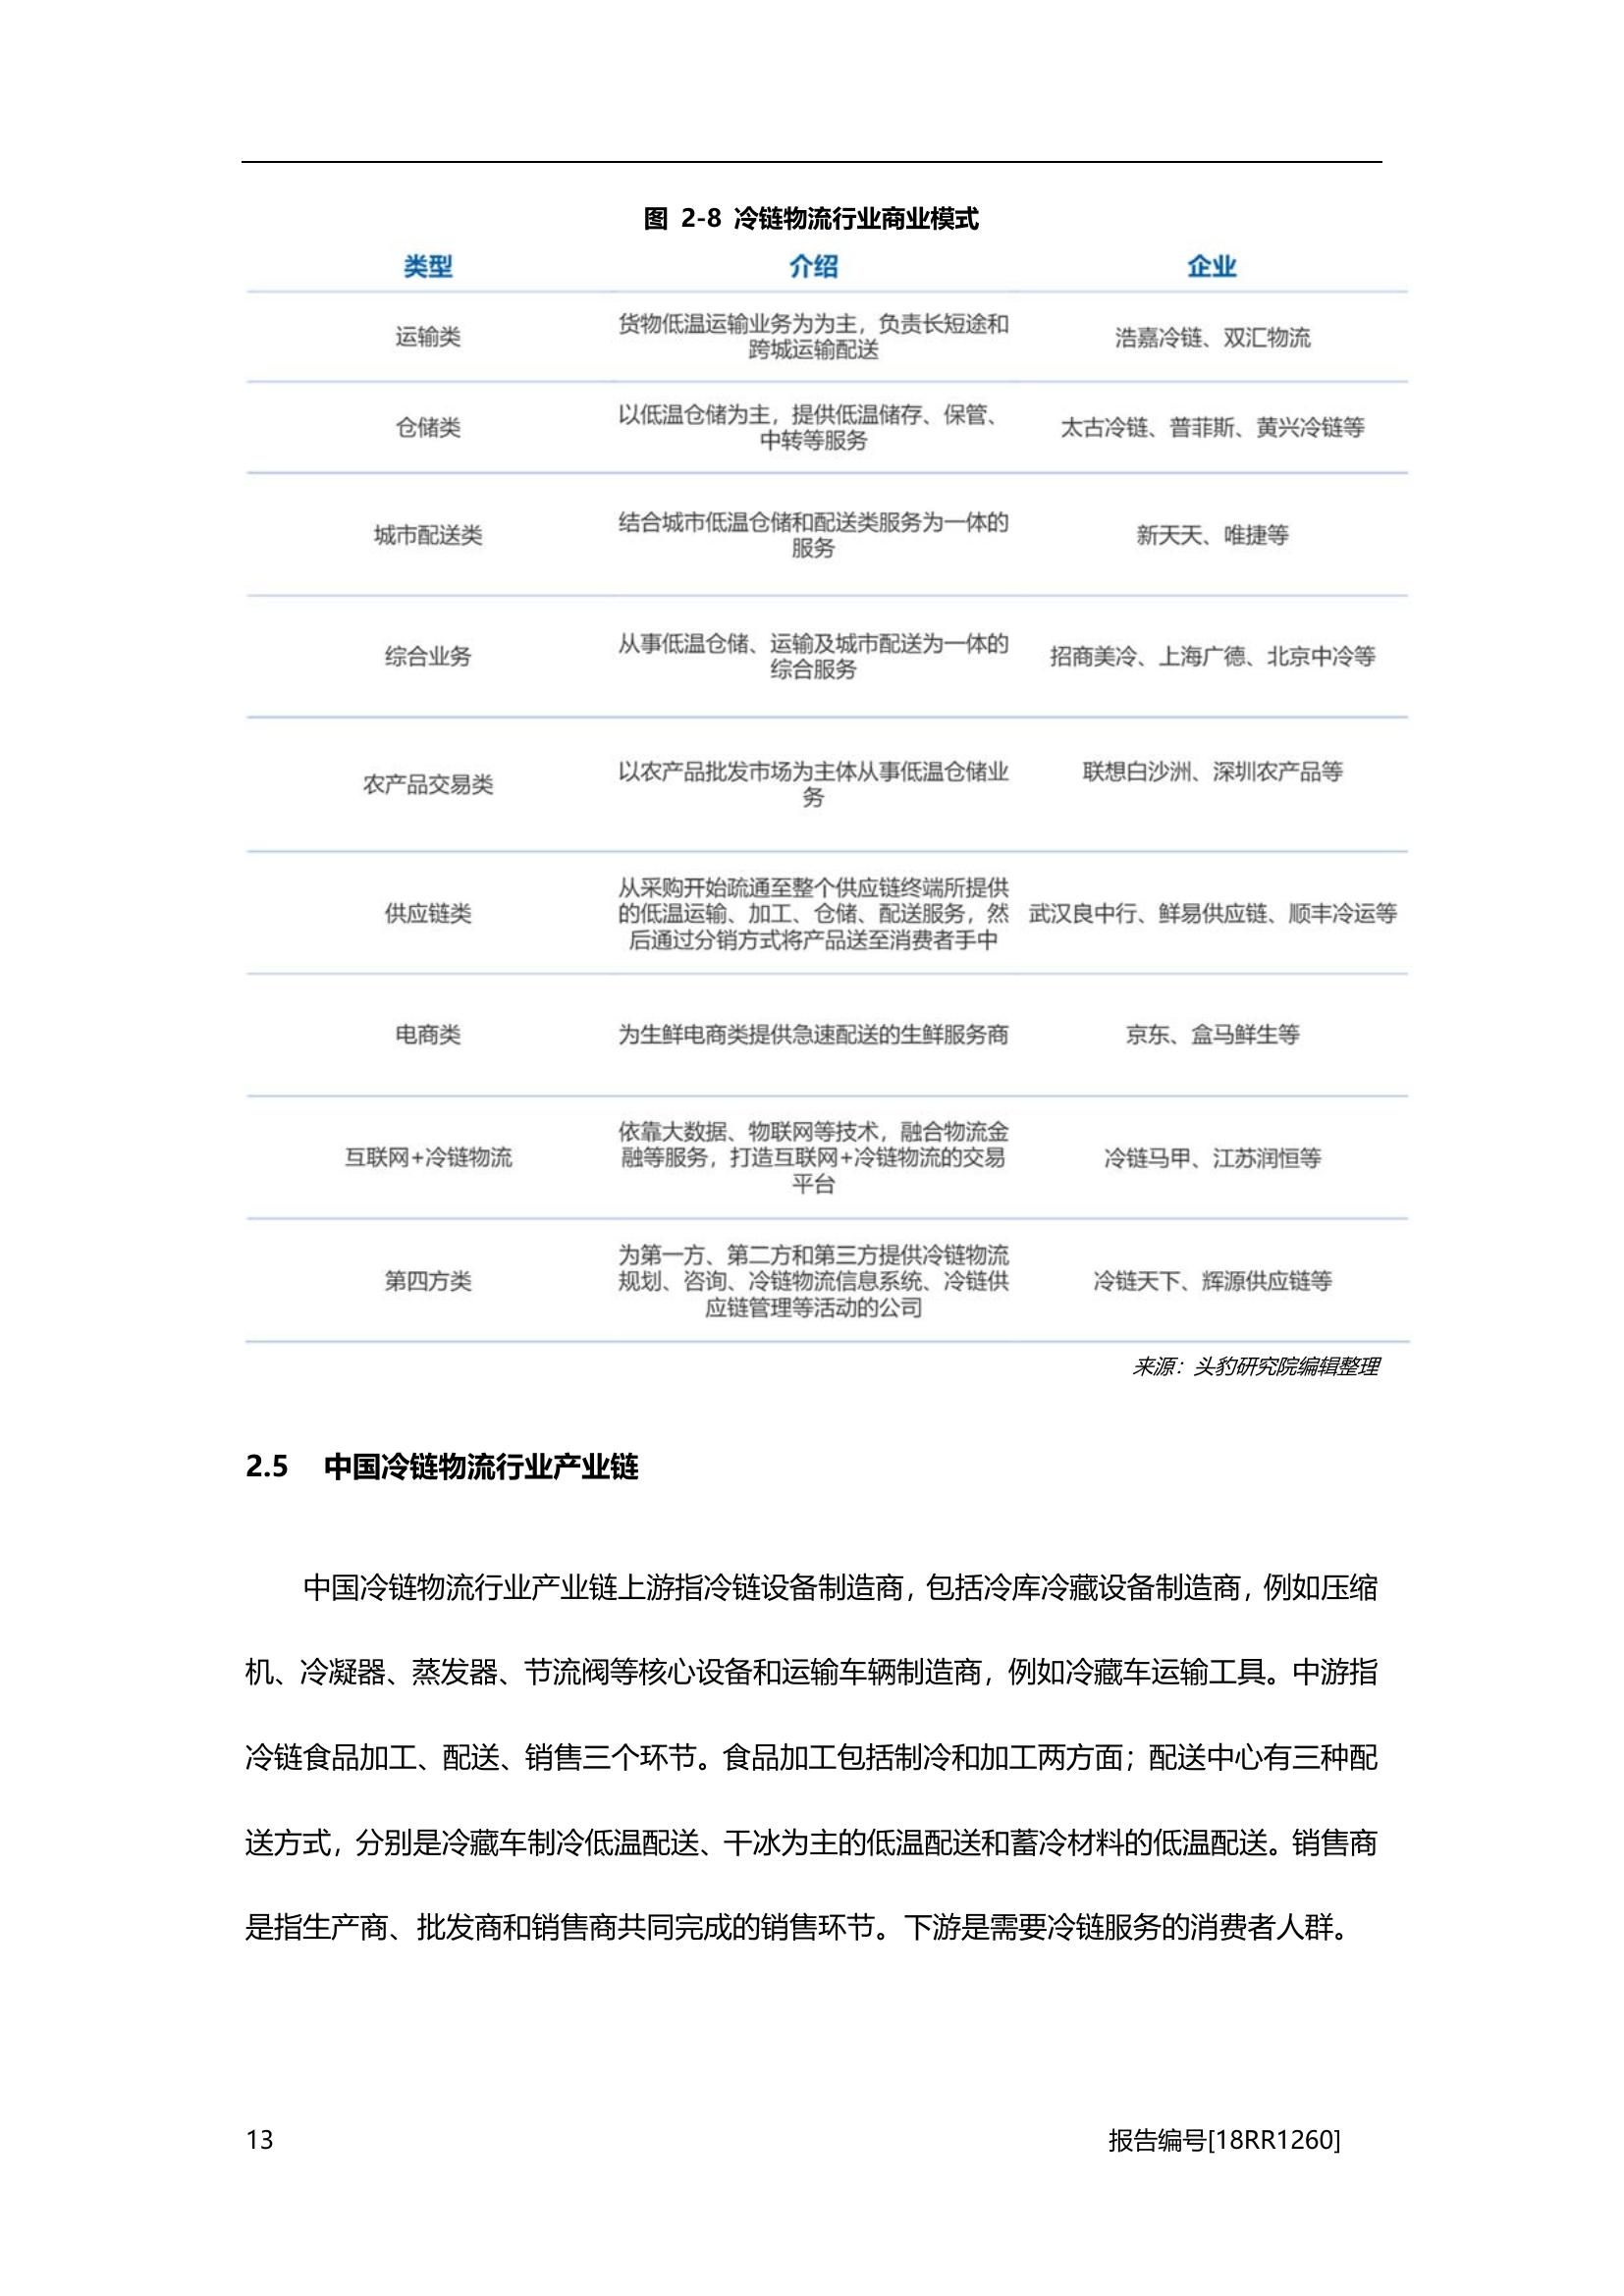 图 2-8 冷链物流行业商业模式
类型 介绍 企业
运输类
货物低温运输业务为为主，负责长短途和
跨城运输配送
浩嘉冷链、双汇物流
仓储类
以低温仓储为主，提供低温储存、保管、
中转等服务
太古冷链、普菲斯、黄兴冷链等
城市配送类
结合城市低温仓储和配送类服务为一体的
服务
新天天、唯捷等
综合业务
从事低温仓储、运输及城市配送为一体的
综合服务
招商美冷、上海广德、北京中冷等
农产品交易类
以农产品批发市场为主体从事低温仓储业
务
联想白沙洲、深圳农产品等
供应链类
从采购开始疏通至整个供应链终端所提供
的低温运输、加工、仓储、配送服务，然
后通过分销方式将产品送至消费者手中
武汉良中行、鲜易供应链、顺丰冷运等
电商类
为生鲜电商类提供急速配送的生鲜服务商
京东、盒马鲜生等
互联网+冷链物流
依靠大数据、物联网等技术，融合物流金
融等服务，打造互联网+冷链物流的交易
平台
冷链马甲、江苏润恒等
第四方类
为第一方、第二方和第三方提供冷链物流
规划、咨询、冷链物流信息系统、冷链供
应链管理等活动的公司
冷链天下、辉源供应链等
来源：头豹研究院编辑整理
2.5 中国冷链物流行业产业链
中国冷链物流行业产业链上游指冷链设备制造商，包括冷库冷藏设备制造商，例如压缩
机、冷凝器、蒸发器、节流阀等核心设备和运输车辆制造商，例如冷藏车运输工具。中游指
冷链食品加工、配送、销售三个环节。食品加工包括制冷和加工两方面；配送中心有三种配
送方式，分别是冷藏车制冷低温配送、干冰为主的低温配送和蓄冷材料的低温配送。销售商
是指生产商、批发商和销售商共同完成的销售环节。下游是需要冷链服务的消费者人群。
13 报告编号[18RR1260]